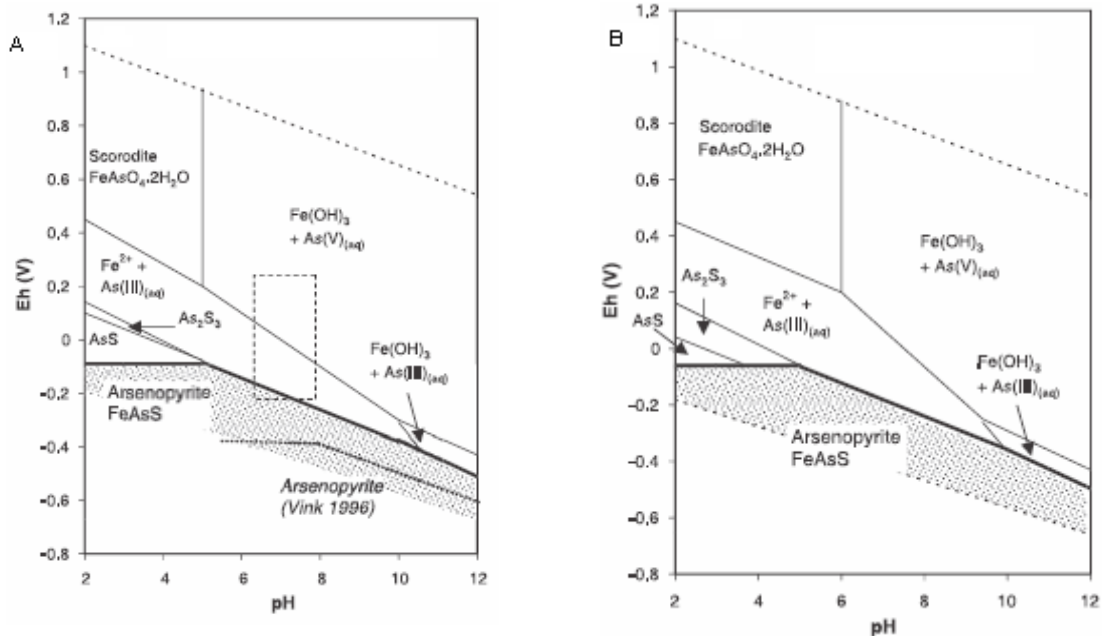 A
1.2
1
0.8
0.6
0.4
0.2
0
-0.2
-0.4
-0.6
-0.8
Eh (V)
Scorodite
FeAsO₄.2H₂O
Fe(OH)₃
+ As(V)(aq)
Fe²⁺ +
As(III)(aq)
As₂S₃
AsS
Fe(OH)₃
+ As(III)(aq)
Arsenopyrite
FeAsS
Arsenopyrite
(Vink 1996)
2
4
6
8
10
12
pH
B
1.2
1
0.8
0.6
0.4
0.2
0
-0.2
-0.4
-0.6
-0.8
Eh (V)
Scorodite
FeAsO₄.2H₂O
Fe(OH)₃
+ As(V)(aq)
As₂S₃
Fe²⁺ +
As(III)(aq)
AsS
Fe(OH)₃
+ As(III)(aq)
Arsenopyrite
FeAsS
2
4
6
8
10
12
pH